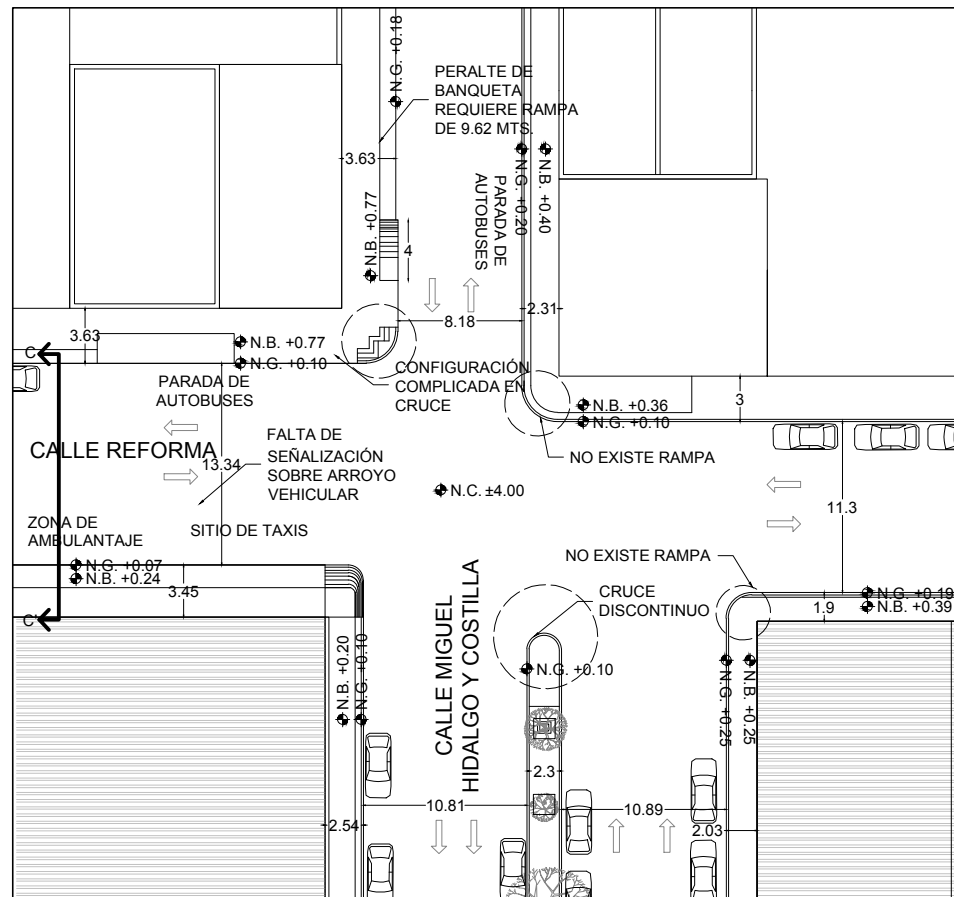 N.G. +0.18
PERALTE DE
BANQUETA
REQUIERE RAMPA
DE 9.62 MTS.
3.63
N.B. +0.77
4
N.G. +0.20
N.B. +0.40
PARADA DE
AUTOBUSES
8.18
2.31
3.63
N.B. +0.77
N.G. +0.10
C
CONFIGURACIÓN
COMPLICADA EN
CRUCE
PARADA DE
AUTOBUSES
N.B. +0.36
N.G. +0.10
3
NO EXISTE RAMPA
CALLE REFORMA
13.34
FALTA DE
SEÑALIZACIÓN
SOBRE ARROYO
VEHICULAR
N.C. ±4.00
11.3
ZONA DE
AMBULANTAJE
SITIO DE TAXIS
N.G. +0.07
N.B. +0.24
3.45
C'
NO EXISTE RAMPA
CRUCE
DISCONTINUO
N.G. +0.19
N.B. +0.39
1.9
N.B. +0.20
N.G. +0.10
CALLE MIGUEL
HIDALGO Y COSTILLA
N.G. +0.10
N.G. +0.25
N.B. +0.25
2.3
10.81
10.89
2.54
2.03